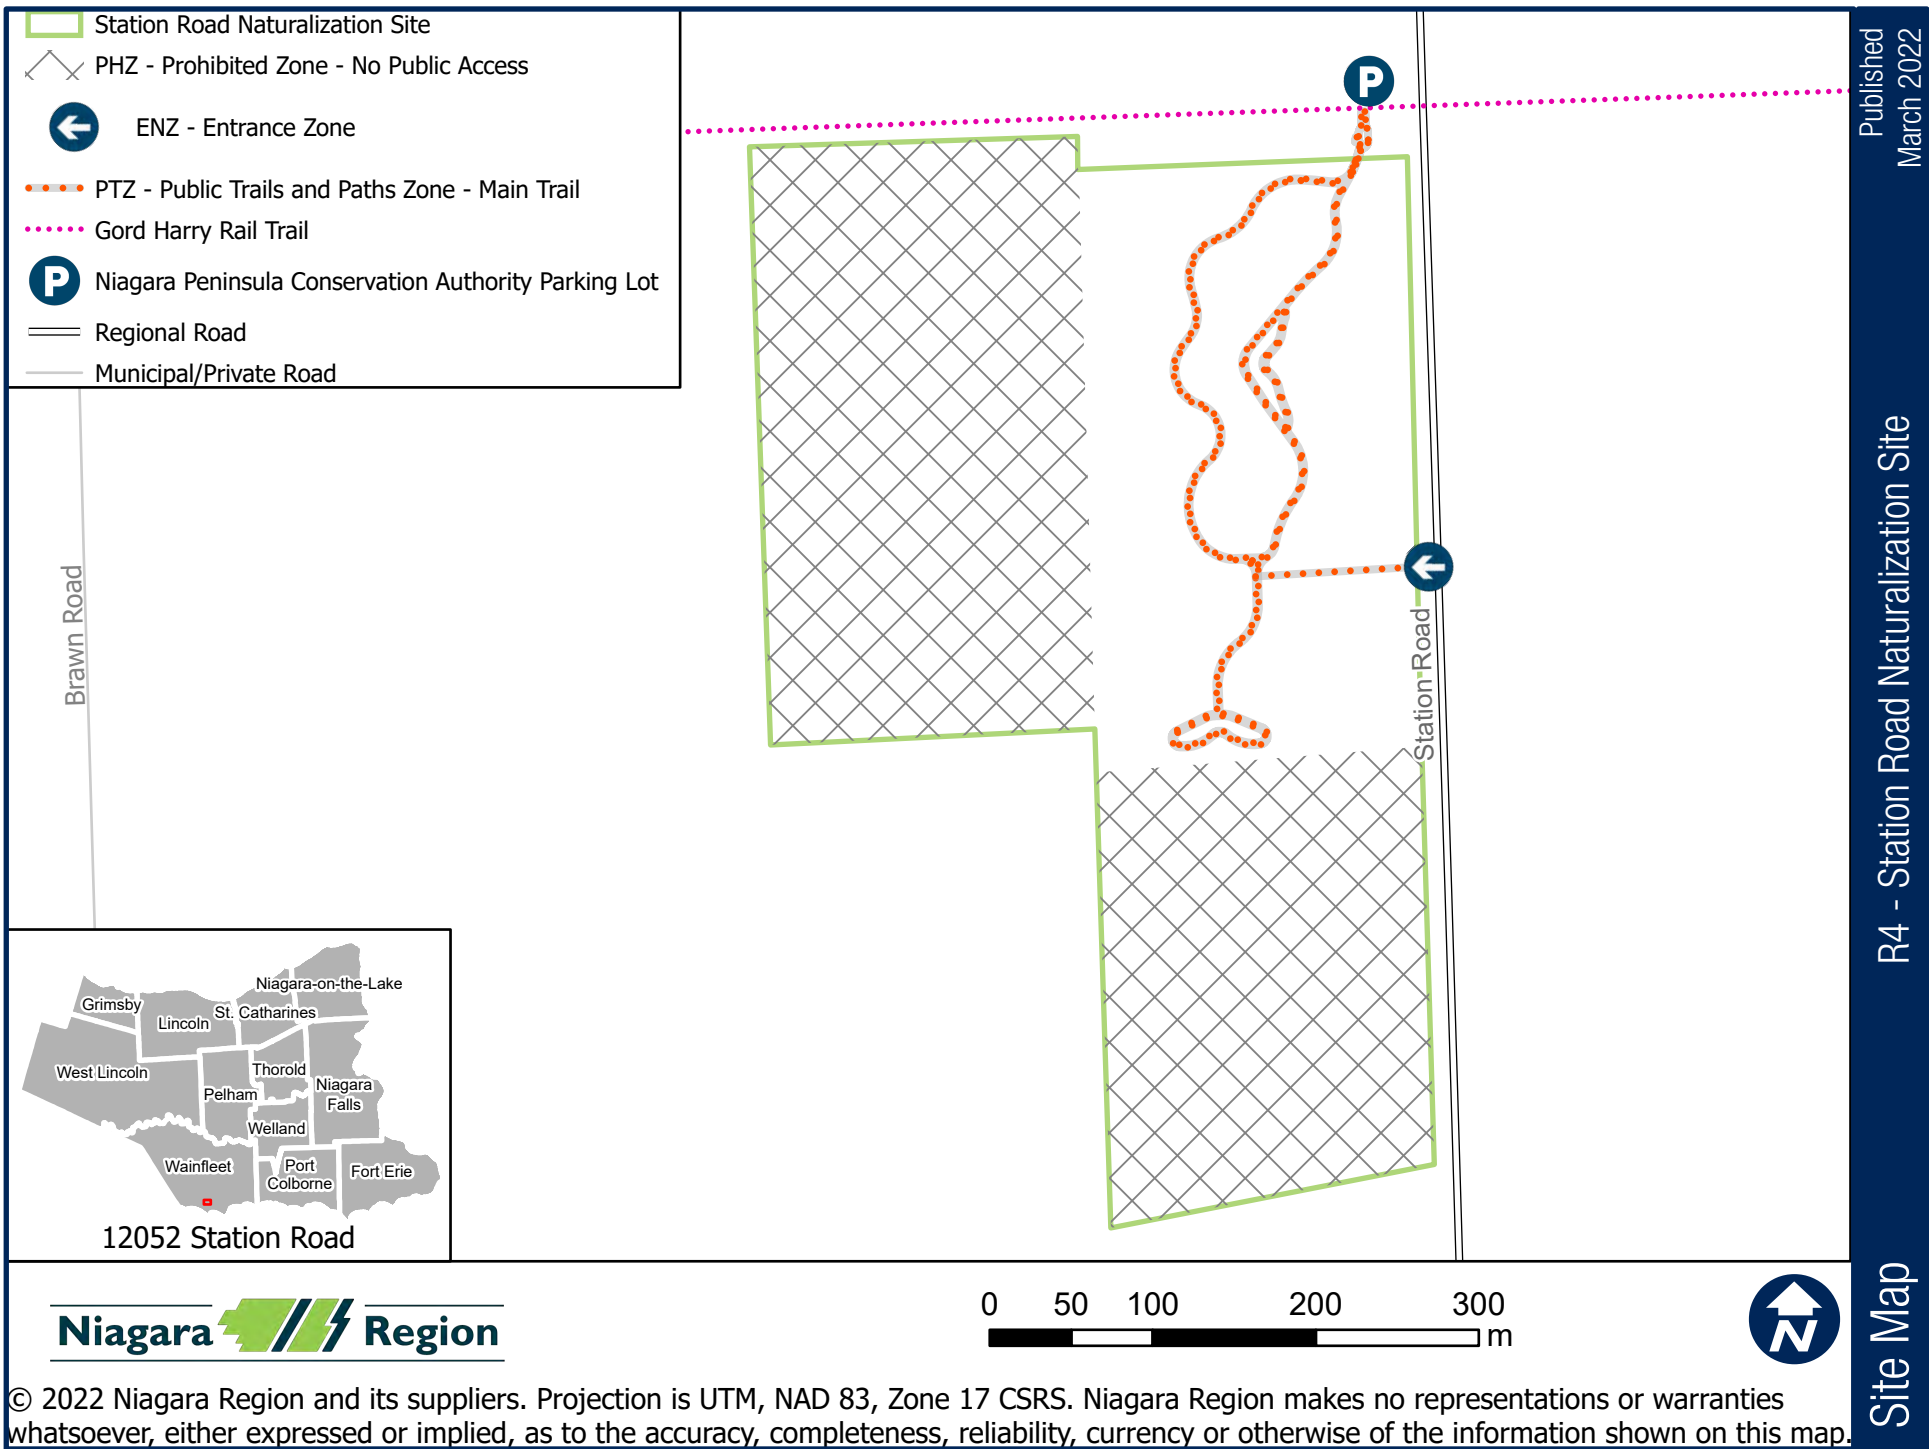 Station Road Naturalization Site
PHZ - Prohibited Zone - No Public Access
ENZ - Entrance Zone
PTZ - Public Trails and Paths Zone - Main Trail
Gord Harry Rail Trail
P
Niagara Peninsula Conservation Authority Parking Lot
Regional Road
Municipal/Private Road
P
Brawn Road
Station Road
Niagara-on-the-Lake
Grimsby
St. Catharines
Lincoln
West Lincoln
Thorold
Pelham
Niagara
Falls
Welland
Wainfleet
Port
Colborne
Fort Erie
12052 Station Road
Niagara Region
0 50 100 200 300
m
N
© 2022 Niagara Region and its suppliers. Projection is UTM, NAD 83, Zone 17 CSRS. Niagara Region makes no representations or warranties
whatsoever, either expressed or implied, as to the accuracy, completeness, reliability, currency or otherwise of the information shown on this map.
Published
March 2022
R4 - Station Road Naturalization Site
Site Map